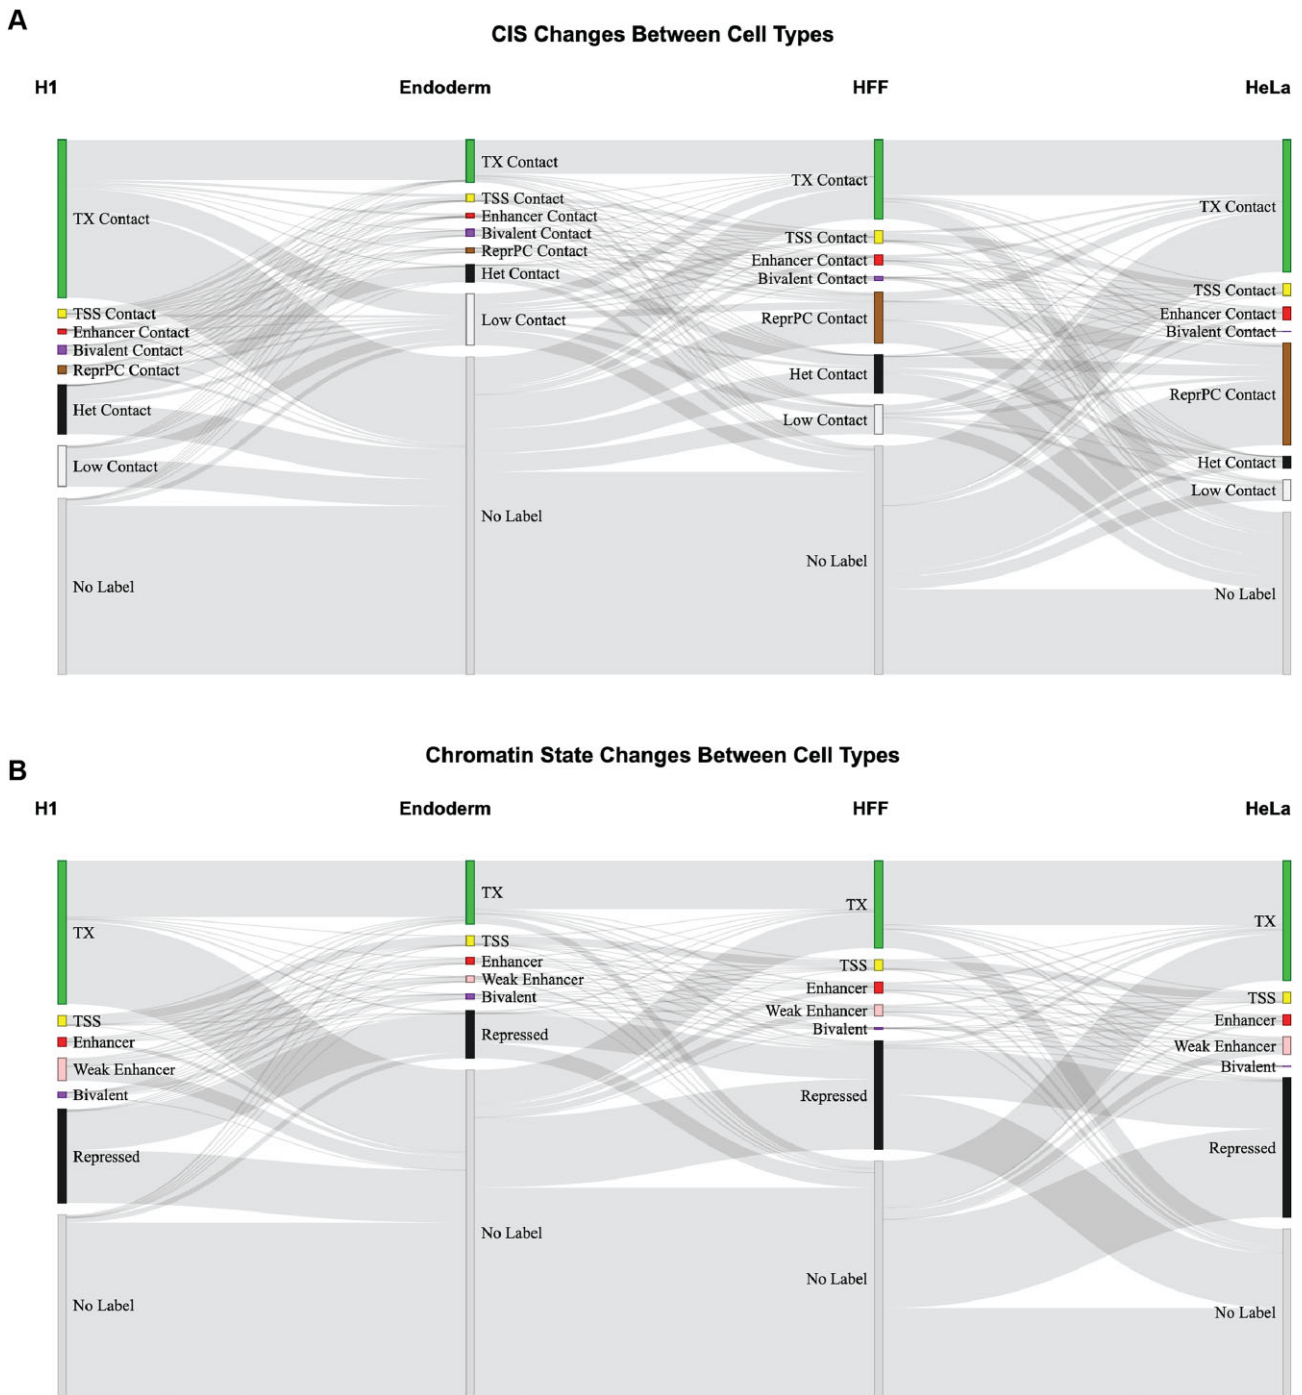 A
CIS Changes Between Cell Types
H1 Endoderm HFF HeLa
TX Contact
TSS Contact
Enhancer Contact
Bivalent Contact
ReprPC Contact
Het Contact
Low Contact
No Label
TX Contact
TSS Contact
Enhancer Contact
Bivalent Contact
ReprPC Contact
Het Contact
Low Contact
No Label
TX Contact
TSS Contact
Enhancer Contact
Bivalent Contact
ReprPC Contact
Het Contact
Low Contact
No Label
TX Contact
TSS Contact
Enhancer Contact
Bivalent Contact
ReprPC Contact
Het Contact
Low Contact
No Label
B
Chromatin State Changes Between Cell Types
H1 Endoderm HFF HeLa
TX
TSS
Enhancer
Weak Enhancer
Bivalent
Repressed
No Label
TX
TSS
Enhancer
Weak Enhancer
Bivalent
Repressed
No Label
TX
TSS
Enhancer
Weak Enhancer
Bivalent
Repressed
No Label
TX
TSS
Enhancer
Weak Enhancer
Bivalent
Repressed
No Label